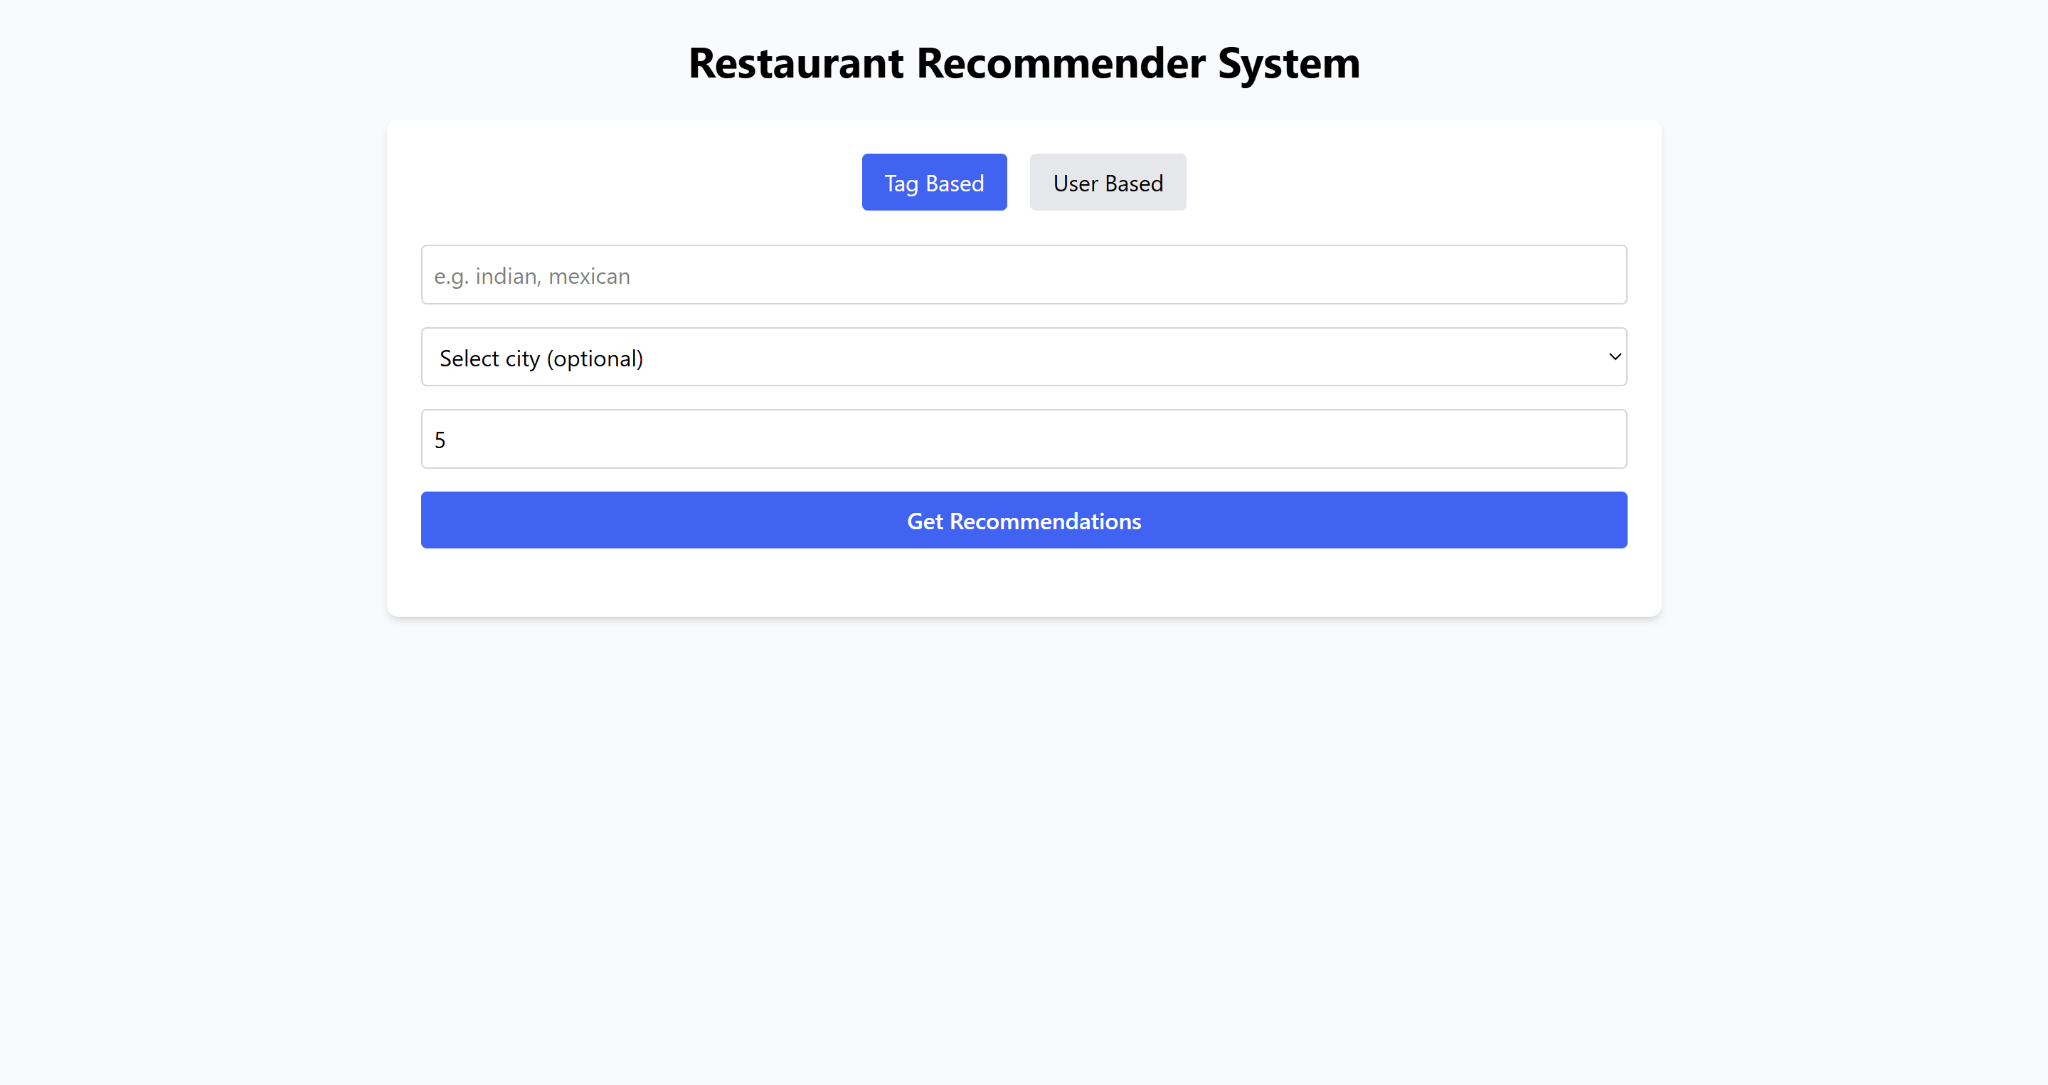 Restaurant Recommender System
Tag Based User Based
e.g. indian, mexican
Select city (optional)
5
Get Recommendations